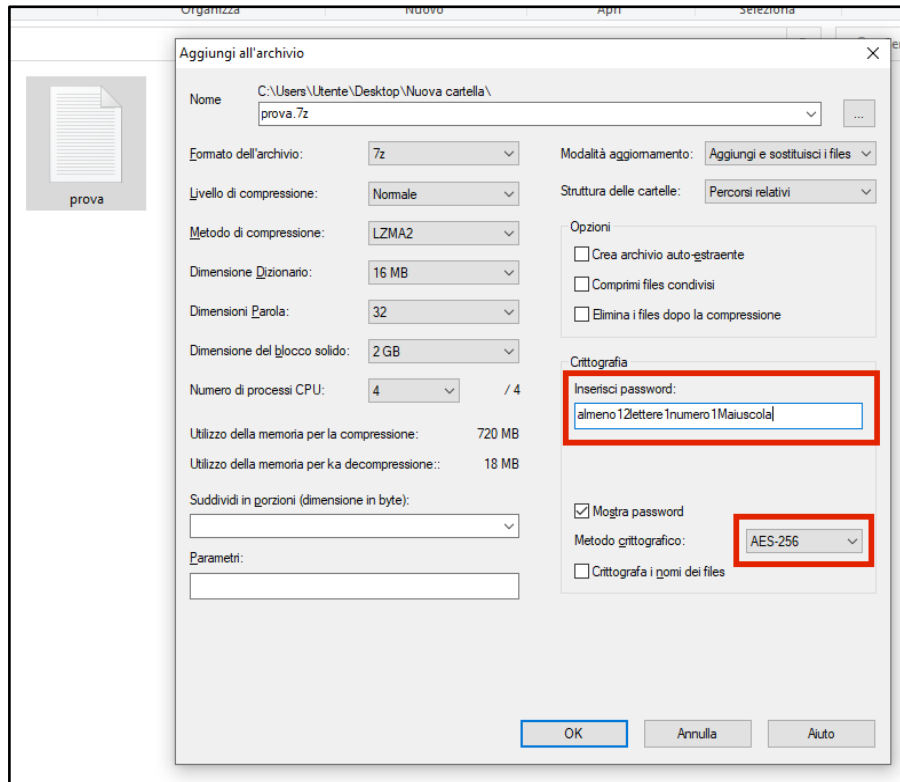 Organizza Nuovo Apri Seleziona
prova
Aggiungi all'archivio
Nome
C:\Users\Utente\Desktop\Nuova cartella\
prova.7z
...
Formato dell'archivio: 7z
Livello di compressione: Normale
Metodo di compressione: LZMA2
Dimensione Dizionario: 16 MB
Dimensioni Parola: 32
Dimensione del blocco solido: 2 GB
Numero di processi CPU: 4 / 4
Utilizzo della memoria per la compressione: 720 MB
Utilizzo della memoria per ka decompressione:: 18 MB
Suddividi in porzioni (dimensione in byte):
Parametri:
Modalità aggiornamento: Aggiungi e sostituisci i files
Struttura delle cartelle: Percorsi relativi
Opzioni
Crea archivio auto-estraente
Comprimi files condivisi
Elimina i files dopo la compressione
Crittografia
Inserisci password:
almeno12lettere1numero1Maiuscola
Mostra password
Metodo crittografico: AES-256
Crittografa i nomi dei files
OK Annulla Aiuto